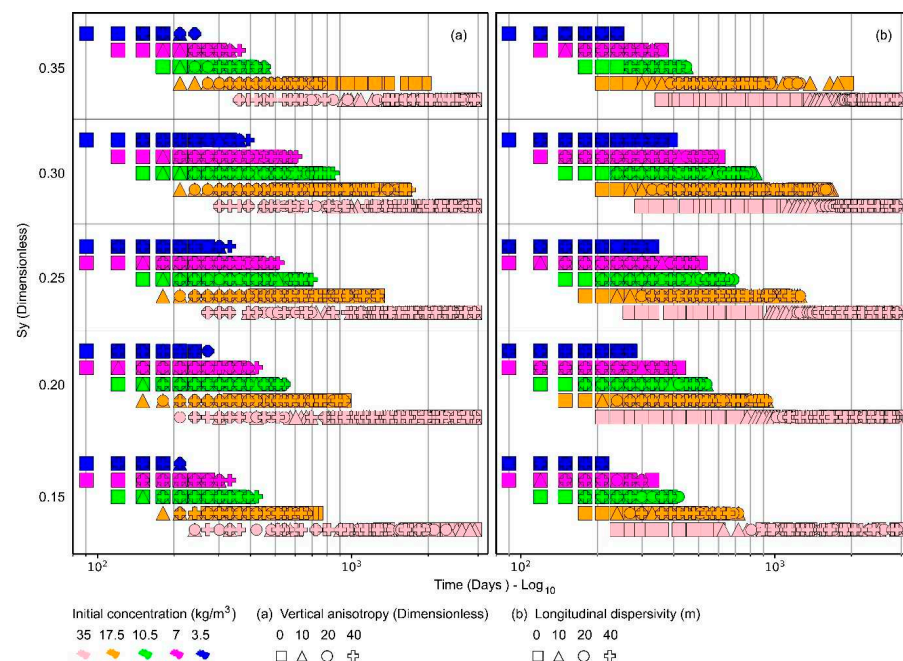 (a)
(b)
0.35
0.30
0.25
0.20
0.15
Sy (Dimensionless)
10² 10³ 10² 10³
Time (Days) - Log₁₀
Initial concentration (kg/m³) (a) Vertical anisotropy (Dimensionless) (b) Longitudinal dispersivity (m)
35 17.5 10.5 7 3.5 0 10 20 40 0 10 20 40